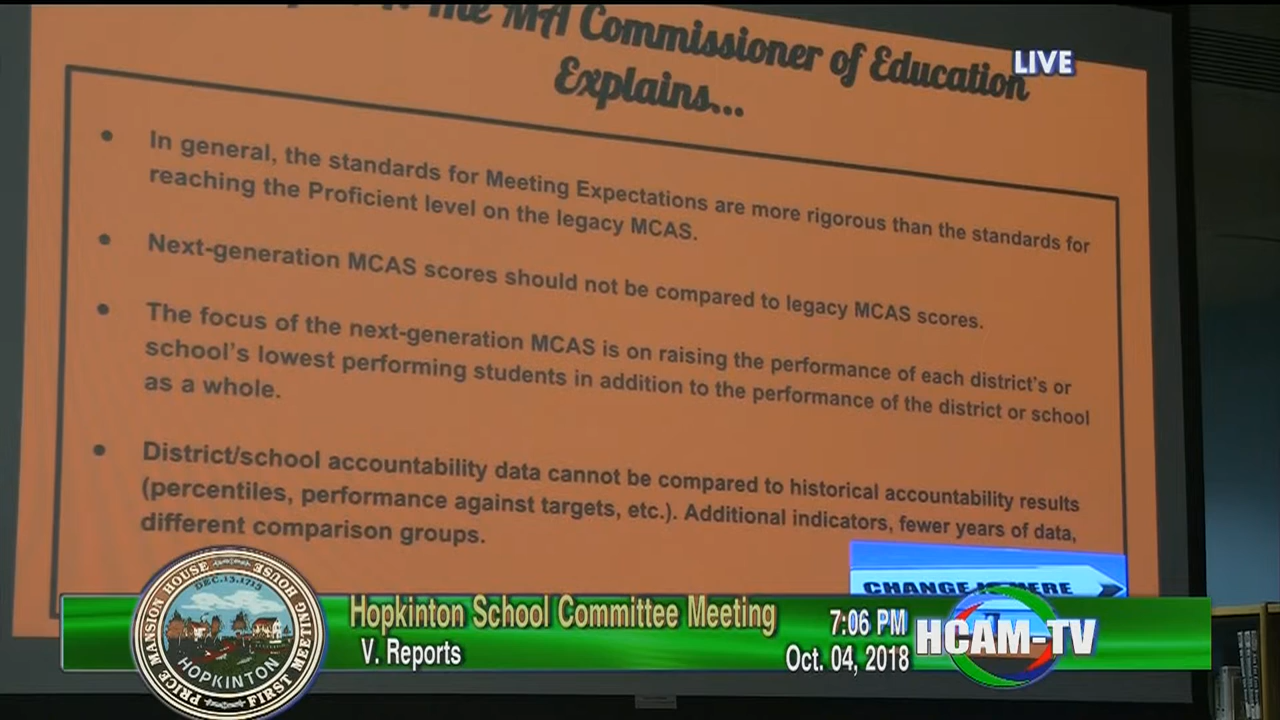 The MA Commissioner of Education
LIVE
Explains...
• In general, the standards for Meeting Expectations are more rigorous than the standards for
reaching the Proficient level on the legacy MCAS.
• Next-generation MCAS scores should not be compared to legacy MCAS scores.
• The focus of the next-generation MCAS is on raising the performance of each district's or
school's lowest performing students in addition to the performance of the district or school
as a whole.
• District/school accountability data cannot be compared to historical accountability results
(percentiles, performance against targets, etc.). Additional indicators, fewer years of data,
different comparison groups.
CHANGE IS HERE
PRICE MANSION HOUSE FIRST MEETING HOUSE
DEC.13.1715
HOPKINTON
Hopkinton School Committee Meeting
V. Reports
7:06 PM
Oct. 04, 2018
HCAM-TV